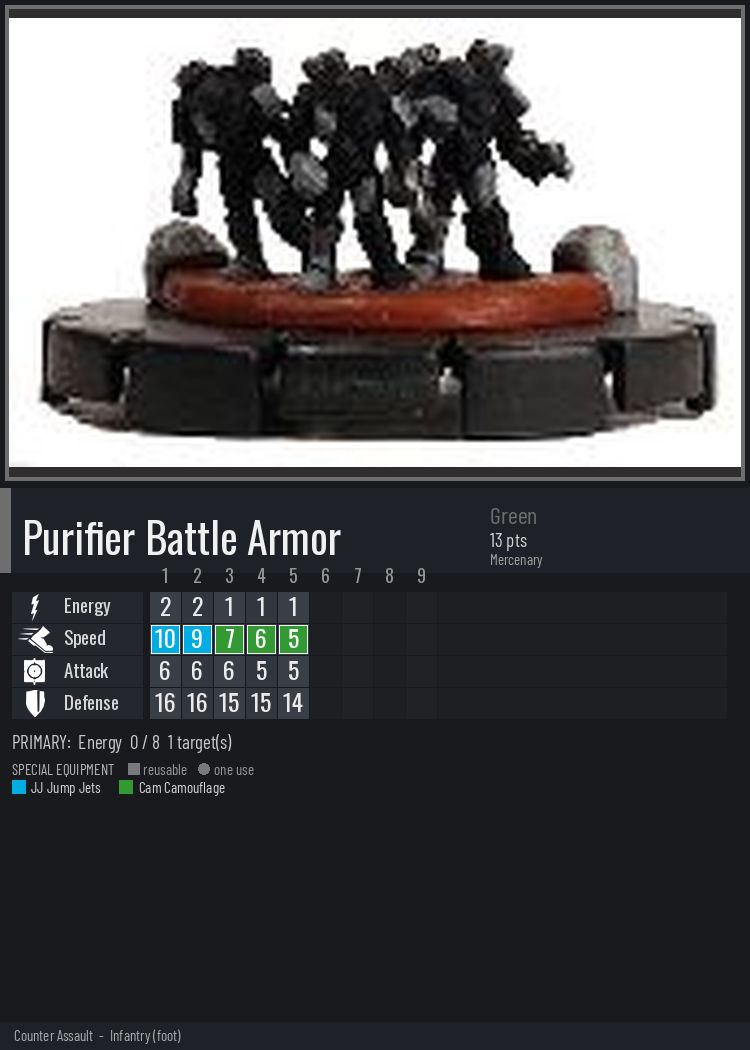 Purifier Battle Armor
Green
13 pts
Mercenary
1 2 3 4 5 6 7 8 9
Energy 2 2 1 1 1
Speed 10 9 7 6 5
Attack 6 6 6 5 5
Defense 16 16 15 15 14
PRIMARY: Energy 0 / 8 1 target(s)
SPECIAL EQUIPMENT reusable one use
JJ Jump Jets Cam Camouflage
Counter Assault - Infantry (foot)